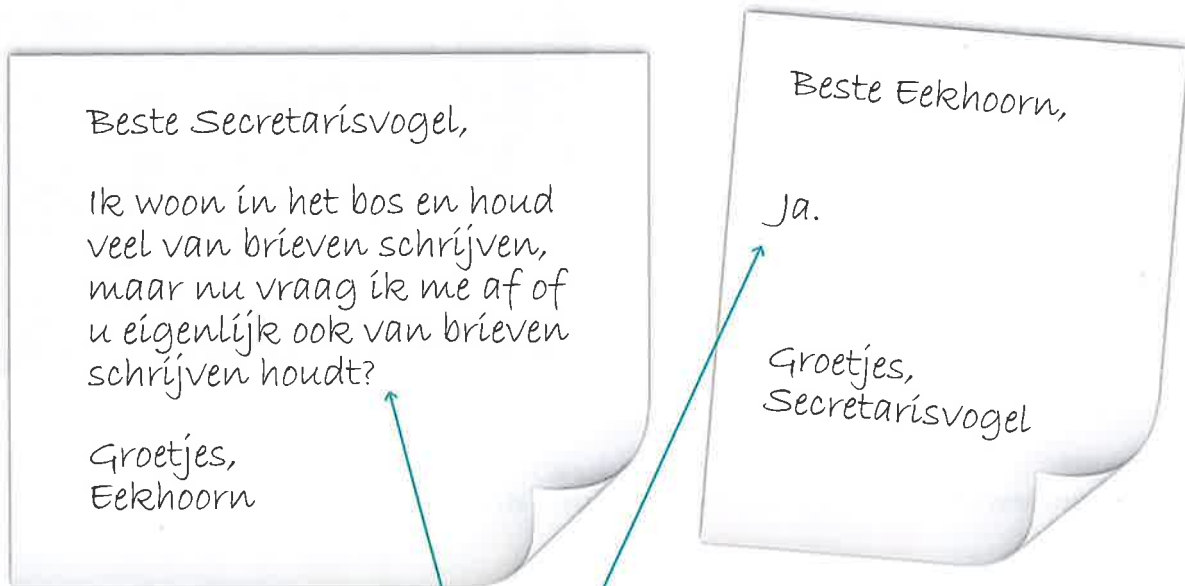 Beste Secretarisvogel,
Ik woon in het bos en houd
veel van brieven schrijven,
maar nu vraag ik me af of
u eigenlijk ook van brieven
schrijven houdt?
Groetjes,
Eekhoorn
Beste Eekhoorn,
Ja.
Groetjes,
Secretarisvogel